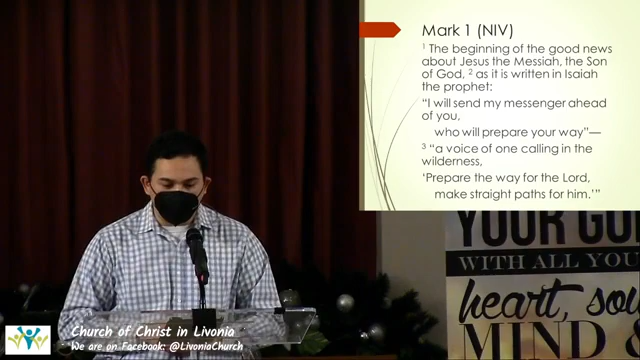 Mark 1 (NIV)
1 The beginning of the good news
about Jesus the Messiah, the Son
of God, 2 as it is written in Isaiah
the prophet:
"I will send my messenger ahead
of you,
who will prepare your way"—
3 "a voice of one calling in the
wilderness,
'Prepare the way for the Lord,
make straight paths for him.'"
YOUR GO
WITH ALL YOU
heart, sou
MIND &
Church of Christ in Livonia
We are on Facebook: @LivoniaChurch